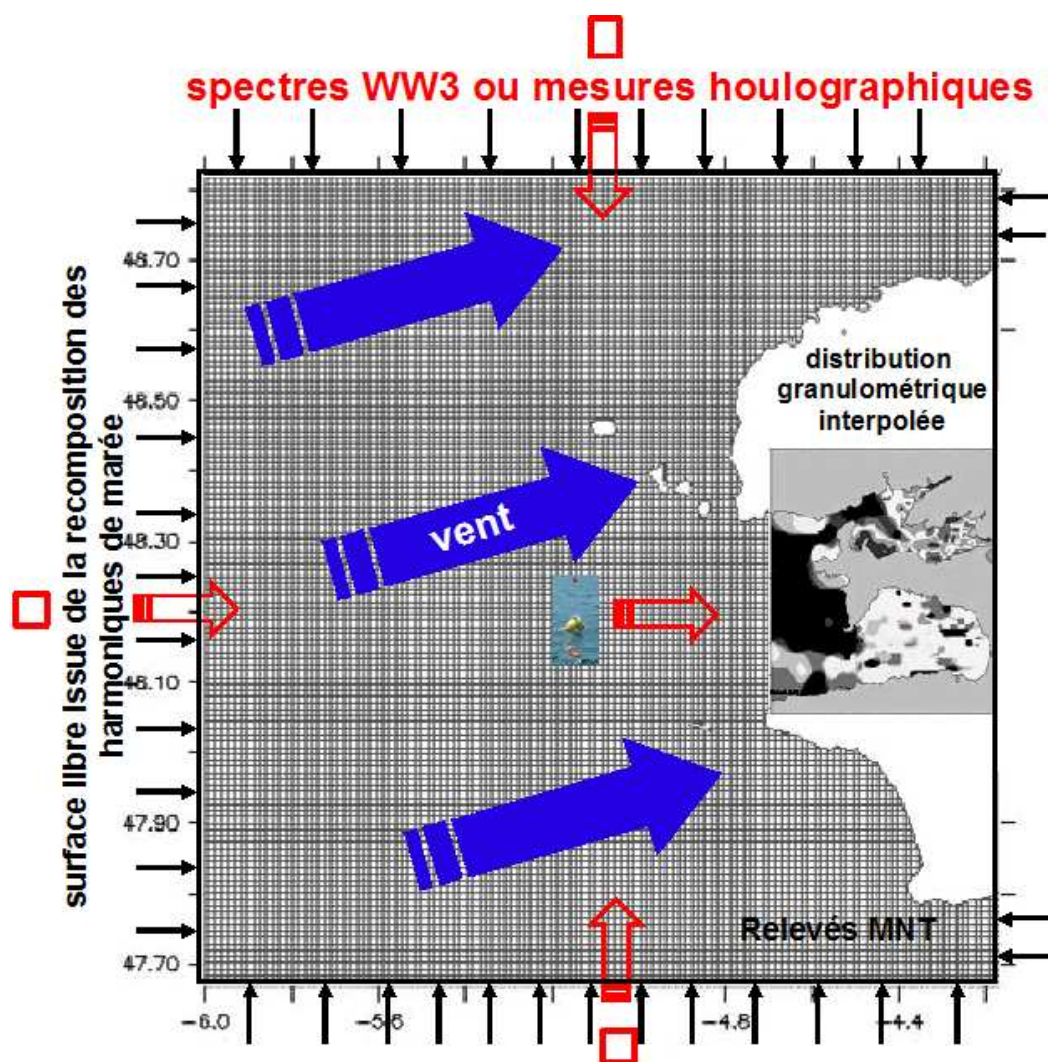 spectres WW3 ou mesures houlographiques
surface libre issue de la recomposition des
harmoniques de marée
48.70
48.50
48.30
48.10
47.90
47.70
distribution
granulométrique
interpolée
vent
Relevés MNT
-6.0
-5.6
-4.8
-4.4